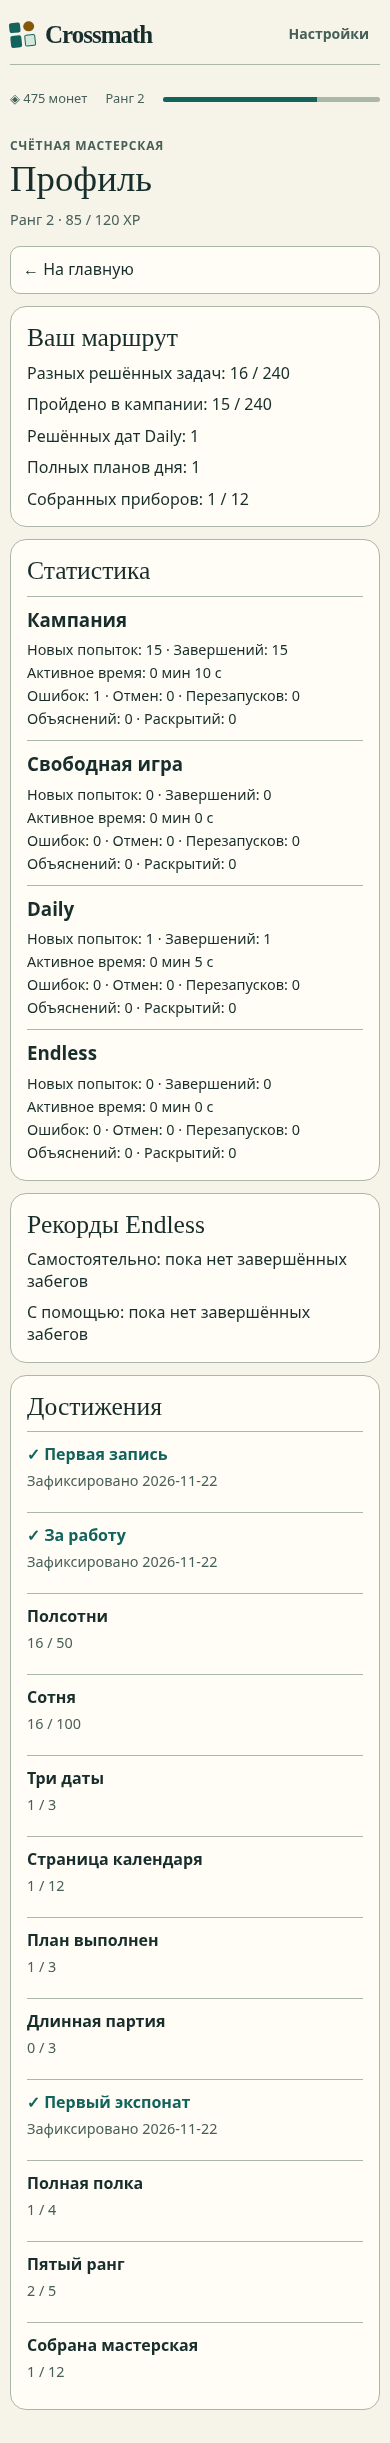 Crossmath
Настройки
◈ 475 монет Ранг 2
СЧЁТНАЯ МАСТЕРСКАЯ
Профиль
Ранг 2 · 85 / 120 XP
← На главную
Ваш маршрут
Разных решённых задач: 16 / 240
Пройдено в кампании: 15 / 240
Решённых дат Daily: 1
Полных планов дня: 1
Собранных приборов: 1 / 12
Статистика
Кампания
Новых попыток: 15 · Завершений: 15
Активное время: 0 мин 10 с
Ошибок: 1 · Отмен: 0 · Перезапусков: 0
Объяснений: 0 · Раскрытий: 0
Свободная игра
Новых попыток: 0 · Завершений: 0
Активное время: 0 мин 0 с
Ошибок: 0 · Отмен: 0 · Перезапусков: 0
Объяснений: 0 · Раскрытий: 0
Daily
Новых попыток: 1 · Завершений: 1
Активное время: 0 мин 5 с
Ошибок: 0 · Отмен: 0 · Перезапусков: 0
Объяснений: 0 · Раскрытий: 0
Endless
Новых попыток: 0 · Завершений: 0
Активное время: 0 мин 0 с
Ошибок: 0 · Отмен: 0 · Перезапусков: 0
Объяснений: 0 · Раскрытий: 0
Рекорды Endless
Самостоятельно: пока нет завершённых
забегов
С помощью: пока нет завершённых
забегов
Достижения
✓ Первая запись
Зафиксировано 2026-11-22
✓ За работу
Зафиксировано 2026-11-22
Полсотни
16 / 50
Сотня
16 / 100
Три даты
1 / 3
Страница календаря
1 / 12
План выполнен
1 / 3
Длинная партия
0 / 3
✓ Первый экспонат
Зафиксировано 2026-11-22
Полная полка
1 / 4
Пятый ранг
2 / 5
Собрана мастерская
1 / 12